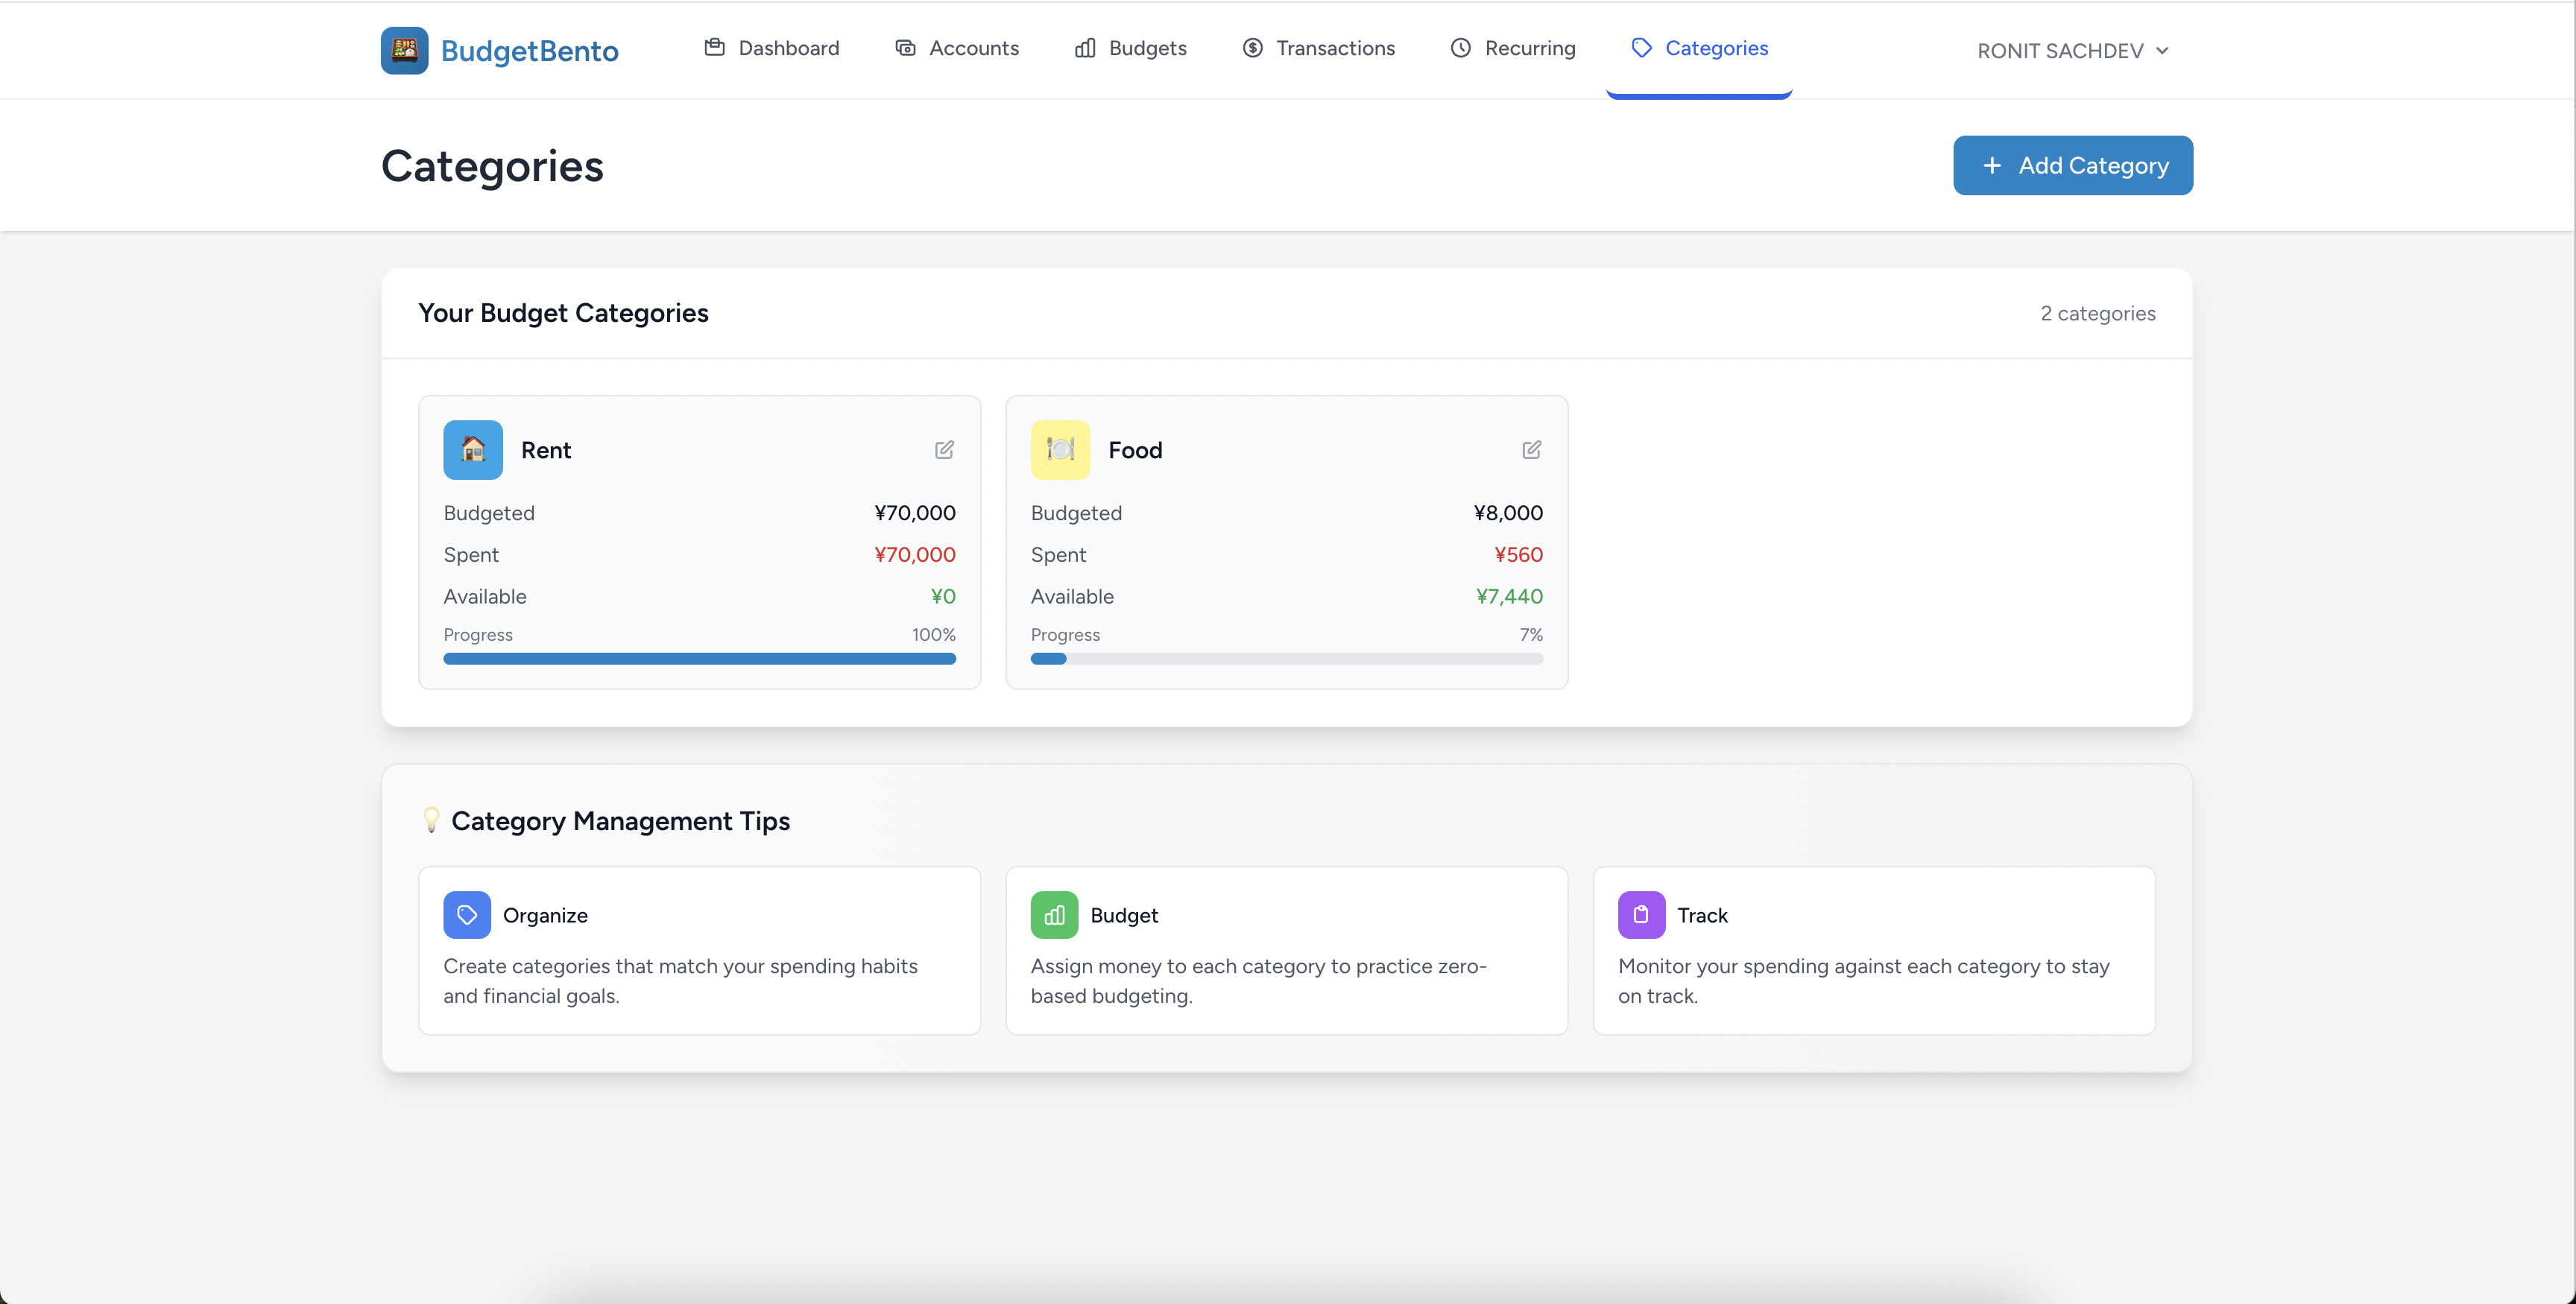 BudgetBento
Dashboard
Accounts
Budgets
Transactions
Recurring
Categories
RONIT SACHDEV
Categories
+ Add Category
Your Budget Categories
2 categories
Rent
Budgeted ¥70,000
Spent ¥70,000
Available ¥0
Progress 100%
Food
Budgeted ¥8,000
Spent ¥560
Available ¥7,440
Progress 7%
Category Management Tips
Organize
Create categories that match your spending habits
and financial goals.
Budget
Assign money to each category to practice zero-
based budgeting.
Track
Monitor your spending against each category to stay
on track.